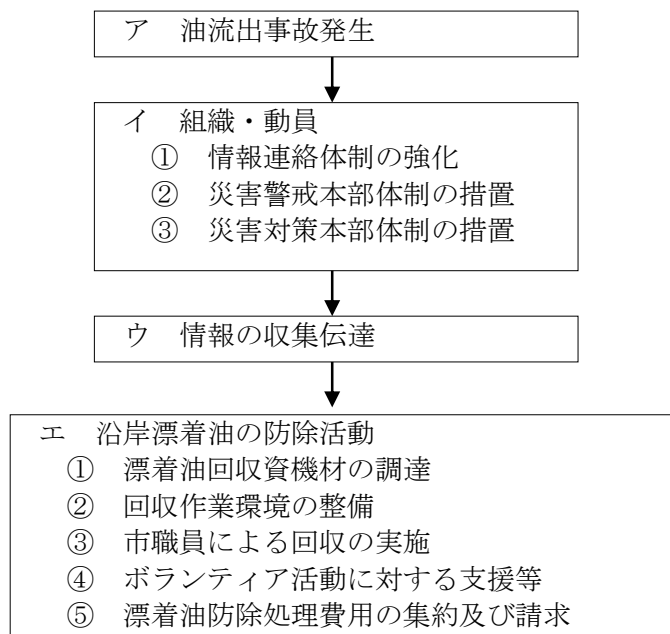 ア　油流出事故発生
イ　組織・動員
①　情報連絡体制の強化
②　災害警戒本部体制の措置
③　災害対策本部体制の措置
ウ　情報の収集伝達
エ　沿岸漂着油の防除活動
①　漂着油回収資機材の調達
②　回収作業環境の整備
③　市職員による回収の実施
④　ボランティア活動に対する支援等
⑤　漂着油防除処理費用の集約及び請求